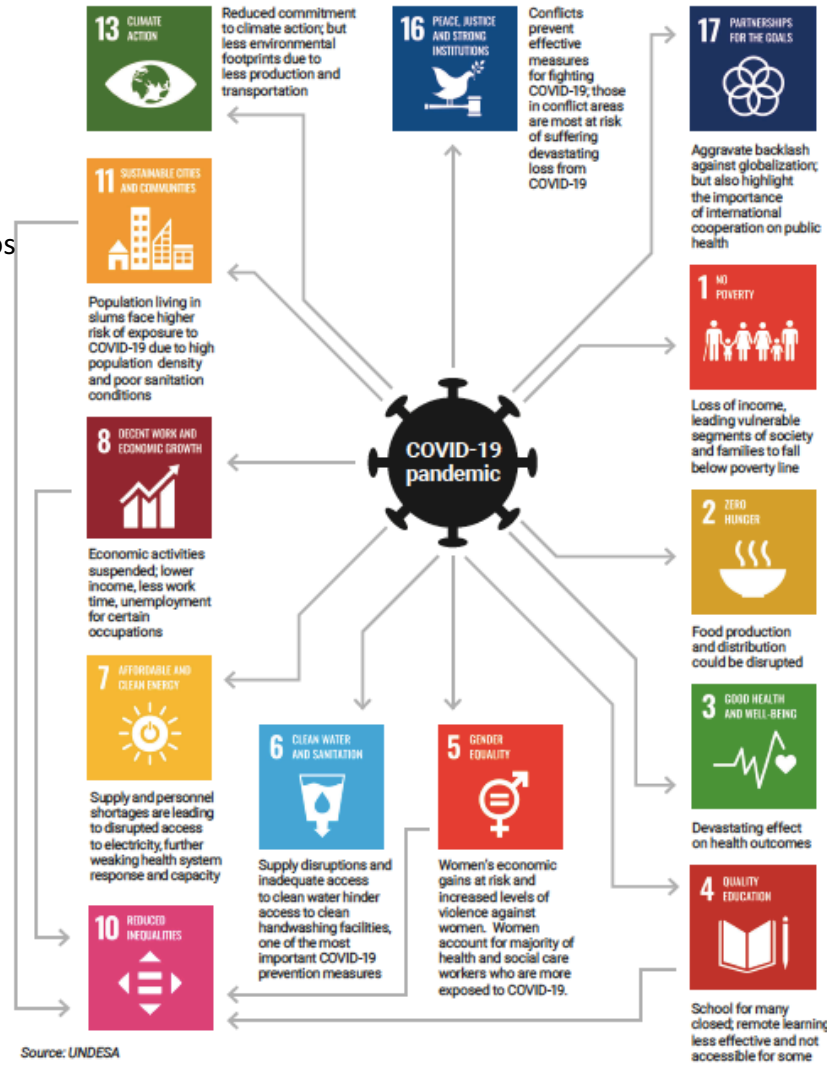 13 CLIMATE
ACTION
Reduced commitment
to climate action; but
less environmental
footprints due to
less production and
transportation
16 PEACE, JUSTICE
AND STRONG
INSTITUTIONS
Conflicts
prevent
effective
measures
for fighting
COVID-19; those
in conflict areas
are most at risk
of suffering
devastating
loss from
COVID-19
17 PARTNERSHIPS
FOR THE GOALS
Aggravate backlash
against globalization;
but also highlight
the importance
of international
cooperation on public
health
11 SUSTAINABLE CITIES
AND COMMUNITIES
os
Population living in
slums face higher
risk of exposure to
COVID-19 due to high
population density
and poor sanitation
conditions
1 NO
POVERTY
Loss of income,
leading vulnerable
segments of society
and families to fall
below poverty line
COVID-19
pandemic
8 DECENT WORK AND
ECONOMIC GROWTH
Economic activities
suspended; lower
income, less work
time, unemployment
for certain
occupations
2 ZERO
HUNGER
Food production
and distribution
could be disrupted
7 AFFORDABLE AND
CLEAN ENERGY
Supply and personnel
shortages are leading
to disrupted access
to electricity, further
weaking health system
response and capacity
6 CLEAN WATER
AND SANITATION
Supply disruptions and
inadequate access
to clean water hinder
access to clean
handwashing facilities,
one of the most
important COVID-19
prevention measures
5 GENDER
EQUALITY
Women's economic
gains at risk and
increased levels of
violence against
women. Women
account for majority of
health and social care
workers who are more
exposed to COVID-19.
3 GOOD HEALTH
AND WELL-BEING
Devastating effect
on health outcomes
4 QUALITY
EDUCATION
School for many
closed; remote learning
less effective and not
accessible for some
10 REDUCED
INEQUALITIES
Source: UNDESA